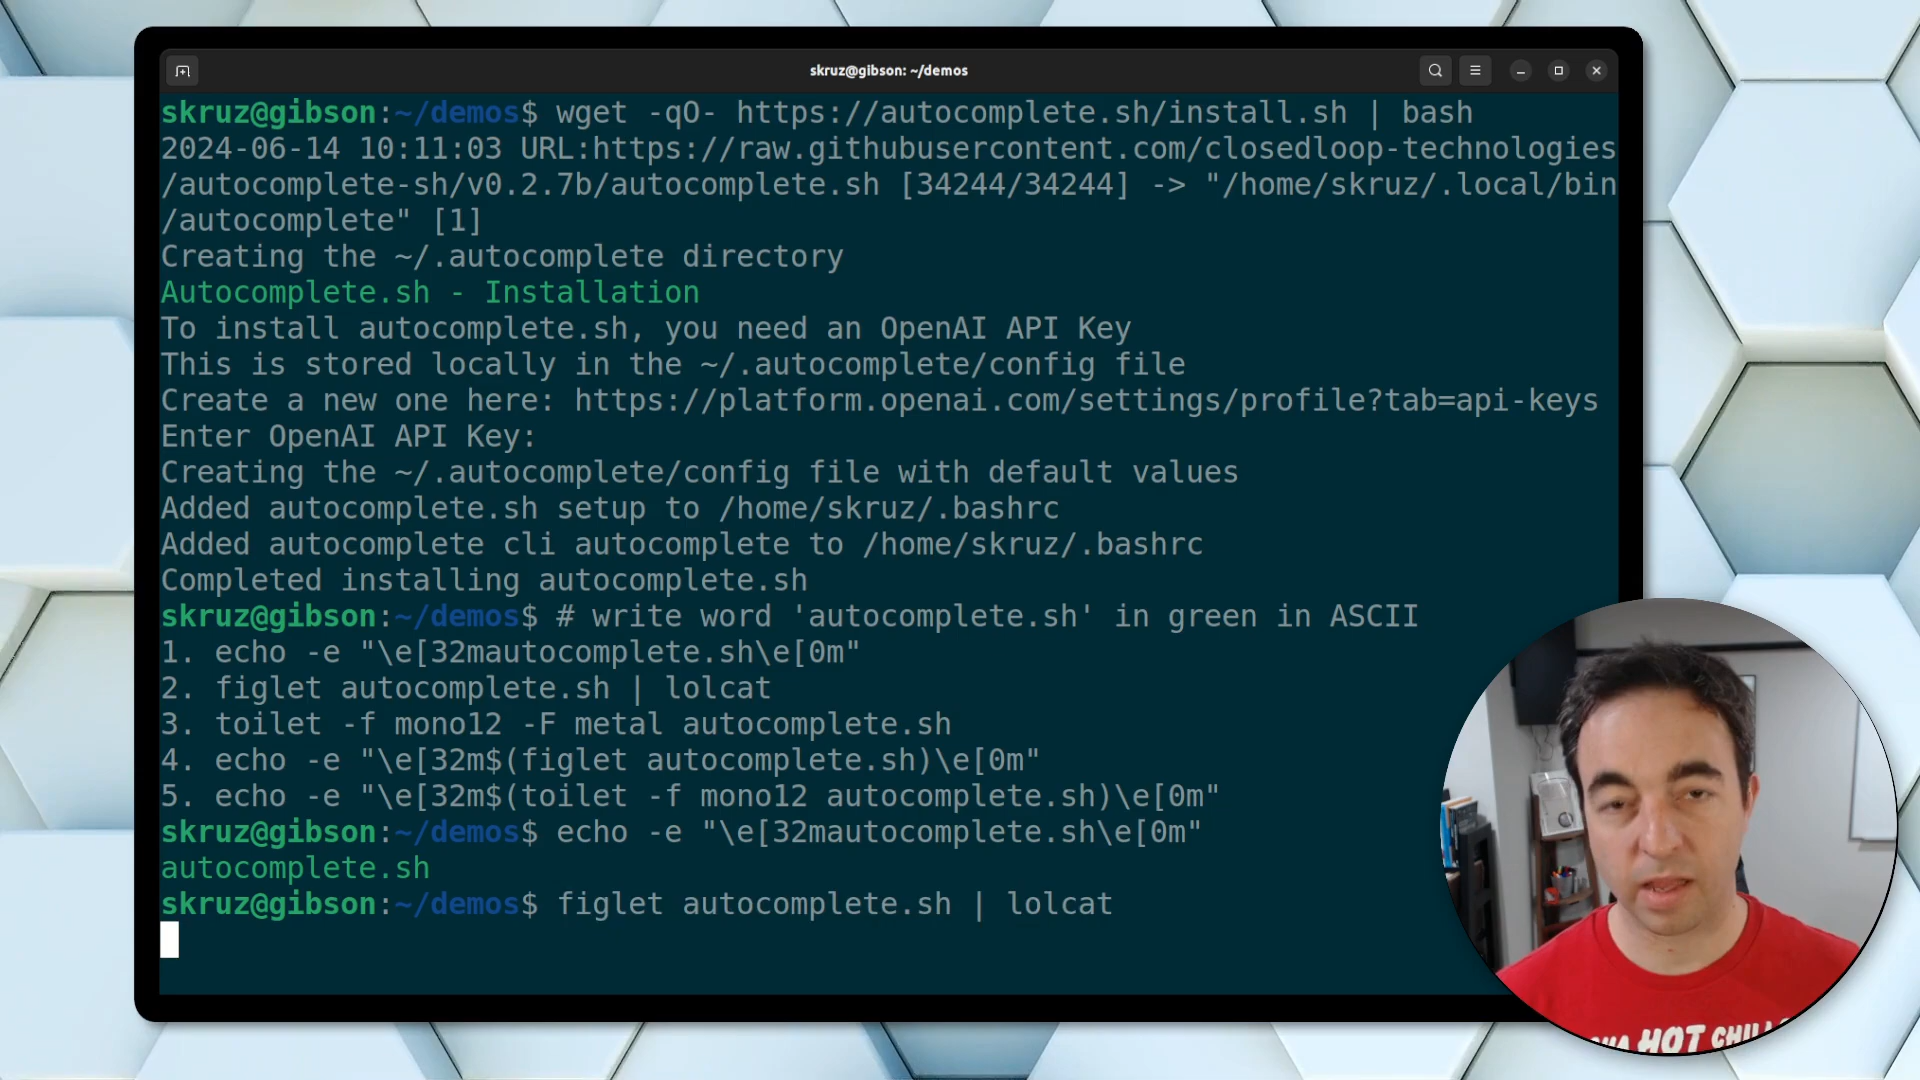 skruz@gibson: ~/demos
skruz@gibson:~/demos$ wget -qO- https://autocomplete.sh/install.sh | bash
2024-06-14 10:11:03 URL:https://raw.githubusercontent.com/closedloop-technologies
/autocomplete-sh/v0.2.7b/autocomplete.sh [34244/34244] -> "/home/skruz/.local/bin
/autocomplete" [1]
Creating the ~/.autocomplete directory
Autocomplete.sh - Installation
To install autocomplete.sh, you need an OpenAI API Key
This is stored locally in the ~/.autocomplete/config file
Create a new one here: https://platform.openai.com/settings/profile?tab=api-keys
Enter OpenAI API Key:
Creating the ~/.autocomplete/config file with default values
Added autocomplete.sh setup to /home/skruz/.bashrc
Added autocomplete cli autocomplete to /home/skruz/.bashrc
Completed installing autocomplete.sh
skruz@gibson:~/demos$ # write word 'autocomplete.sh' in green in ASCII
1. echo -e "\e[32mautocomplete.sh\e[0m"
2. figlet autocomplete.sh | lolcat
3. toilet -f mono12 -F metal autocomplete.sh
4. echo -e "\e[32m$(figlet autocomplete.sh)\e[0m"
5. echo -e "\e[32m$(toilet -f mono12 autocomplete.sh)\e[0m"
skruz@gibson:~/demos$ echo -e "\e[32mautocomplete.sh\e[0m"
autocomplete.sh
skruz@gibson:~/demos$ figlet autocomplete.sh | lolcat
HOT